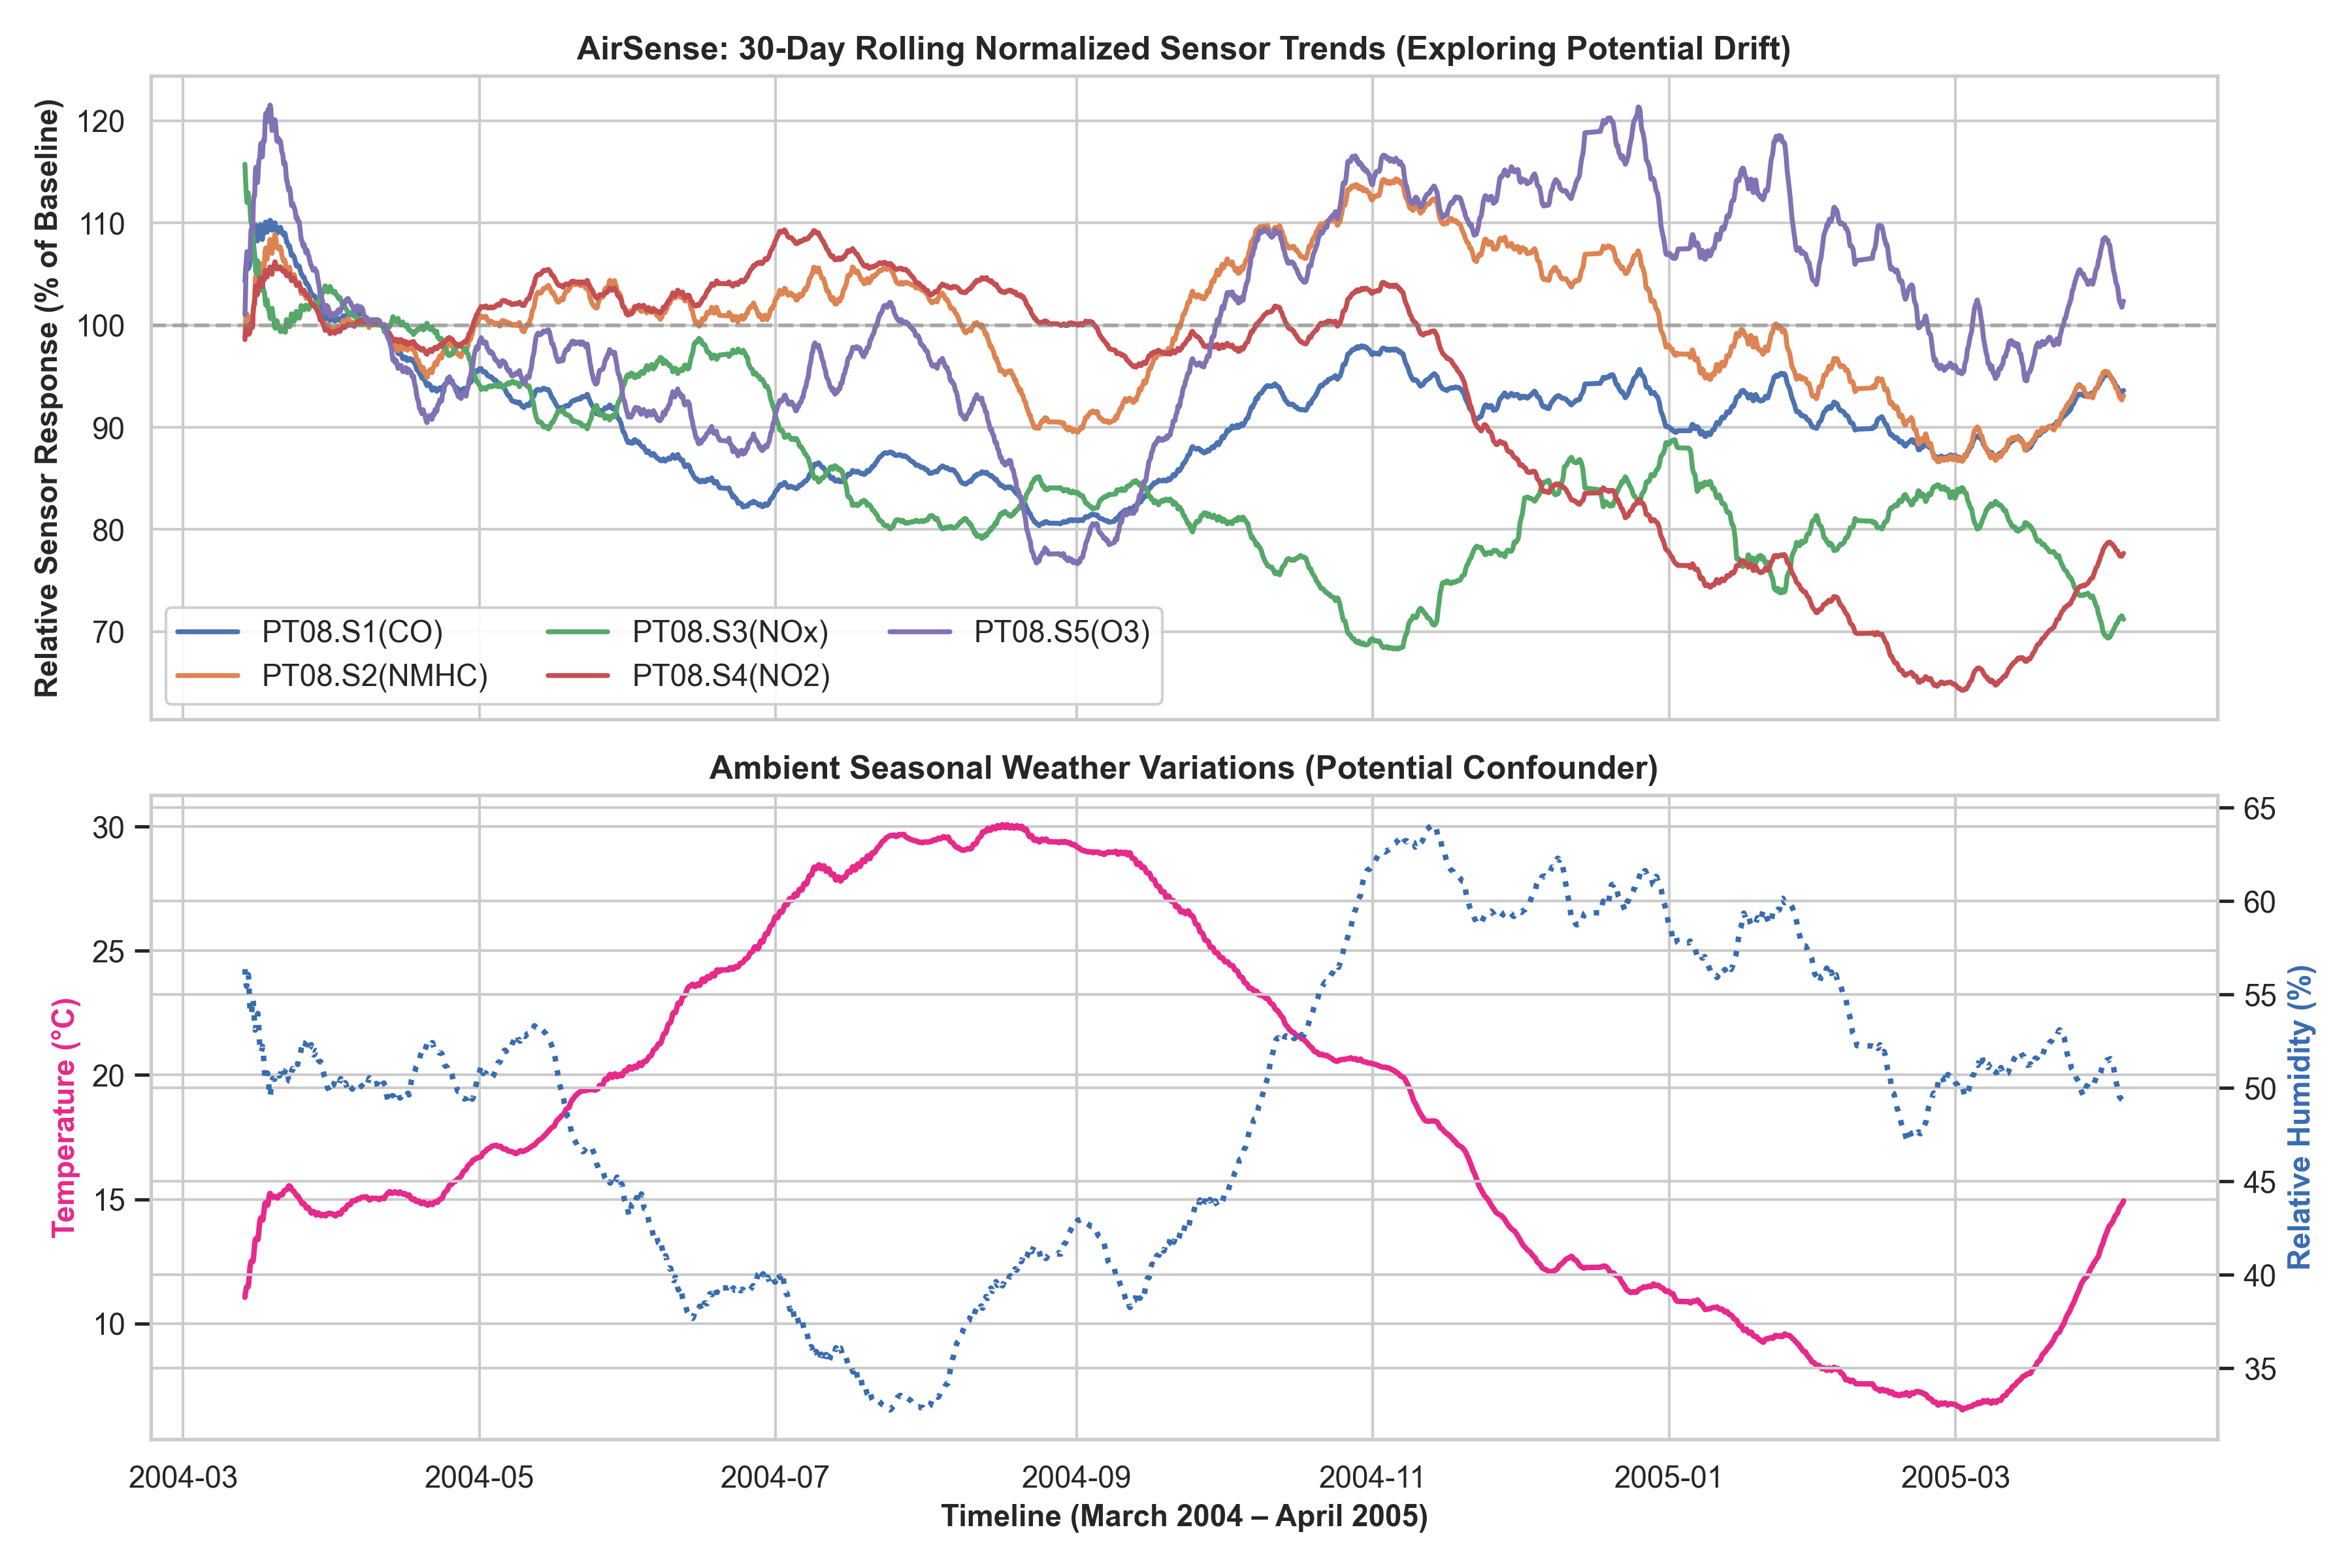 AirSense: 30-Day Rolling Normalized Sensor Trends (Exploring Potential Drift)
Relative Sensor Response (% of Baseline)
120
110
100
90
80
70
PT08.S1(CO)
PT08.S2(NMHC)
PT08.S3(NOx)
PT08.S4(NO2)
PT08.S5(O3)
Ambient Seasonal Weather Variations (Potential Confounder)
Temperature (°C)
30
25
20
15
10
65
60
55
50
45
40
35
Relative Humidity (%)
2004-03
2004-05
2004-07
2004-09
2004-11
2005-01
2005-03
Timeline (March 2004 – April 2005)